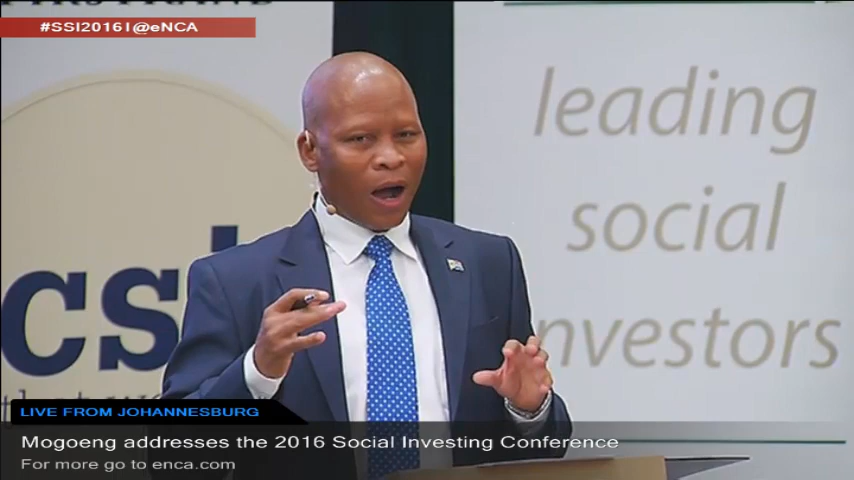 #SSI2016 I @eNCA
leading
social
investors
csi
LIVE FROM JOHANNESBURG
Mogoeng addresses the 2016 Social Investing Conference
For more go to enca.com